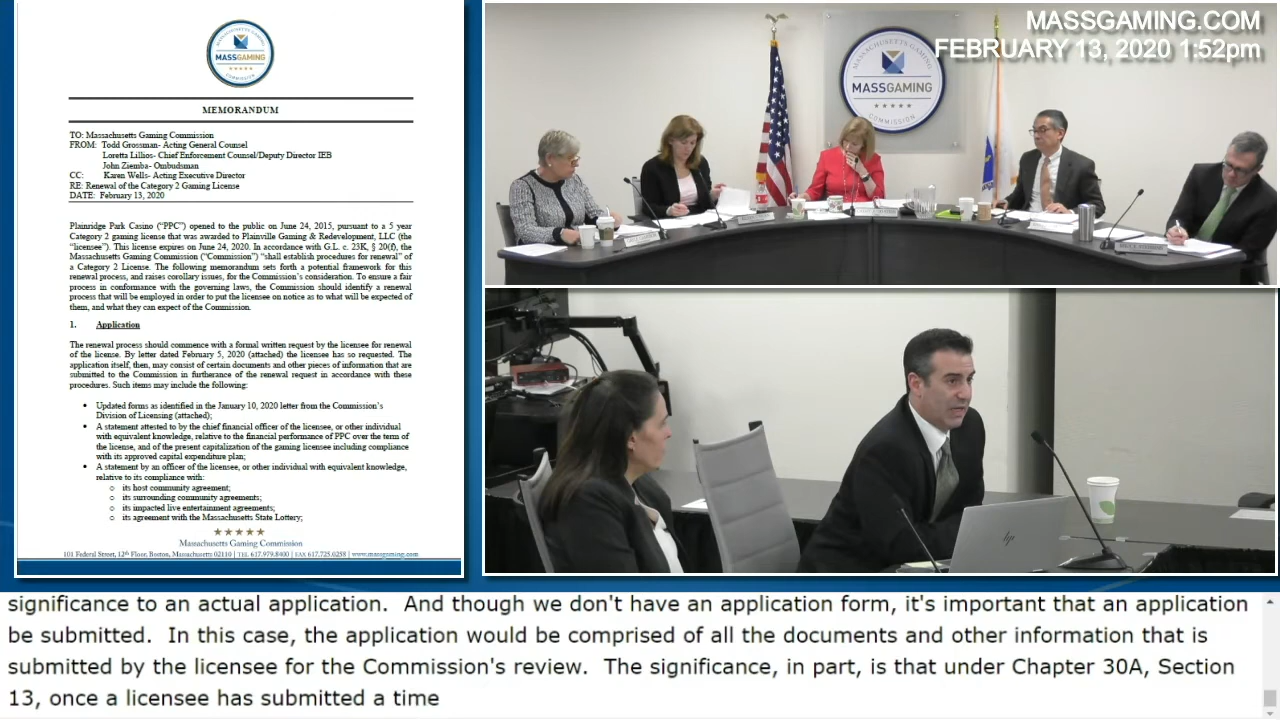 MASSGAMING
MEMORANDUM
TO: Massachusetts Gaming Commission
FROM: Todd Grossman- Acting General Counsel
Loretta Lillios- Chief Enforcement Counsel/Deputy Director IEB
John Ziemba- Ombudsman
CC: Karen Wells- Acting Executive Director
RE: Renewal of the Category 2 Gaming License
DATE: February 13, 2020
Plainridge Park Casino (“PPC”) opened to the public on June 24, 2015, pursuant to a 5 year
Category 2 gaming license that was awarded to Plainville Gaming & Redevelopment, LLC (the
“licensee”). This license expires on June 24, 2020. In accordance with G.L. c. 23K, § 20(f), the
Massachusetts Gaming Commission (“Commission”) “shall establish procedures for renewal” of
a Category 2 License. The following memorandum sets forth a potential framework for this
renewal process, and raises corollary issues, for the Commission’s consideration. To ensure a fair
process in conformance with the governing laws, the Commission should identify a renewal
process that will be employed in order to put the licensee on notice as to what will be expected of
them, and what they can expect of the Commission.
1. Application
The renewal process should commence with a formal written request by the licensee for renewal
of the license. By letter dated February 5, 2020 (attached) the licensee has so requested. The
application itself, then, may consist of certain documents and other pieces of information that are
submitted to the Commission in furtherance of the renewal request in accordance with these
procedures. Such items may include the following:
• Updated forms as identified in the January 10, 2020 letter from the Commission’s
Division of Licensing (attached);
• A statement attested to by the chief financial officer of the licensee, or other individual
with equivalent knowledge, relative to the financial performance of PPC over the term of
the license, and of the present capitalization of the gaming licensee including compliance
with its approved capital expenditure plan;
• A statement by an officer of the licensee, or other individual with equivalent knowledge,
relative to its compliance with:
o its host community agreement;
o its surrounding community agreements;
o its impacted live entertainment agreements;
o its agreement with the Massachusetts State Lottery;
★★★★★
Massachusetts Gaming Commission
101 Federal Street, 12th Floor, Boston, Massachusetts 02110 | TEL 617.979.8400 | FAX 617.725.0258 | www.massgaming.com
MASSGAMING.COM
FEBRUARY 13, 2020 1:52pm
MASSACHUSETTS GAMING
MASSGAMING
COMMISSION
hp
significance to an actual application.  And though we don't have an application form, it's important that an application
be submitted.  In this case, the application would be comprised of all the documents and other information that is
submitted by the licensee for the Commission's review.  The significance, in part, is that under Chapter 30A, Section
13, once a licensee has submitted a time